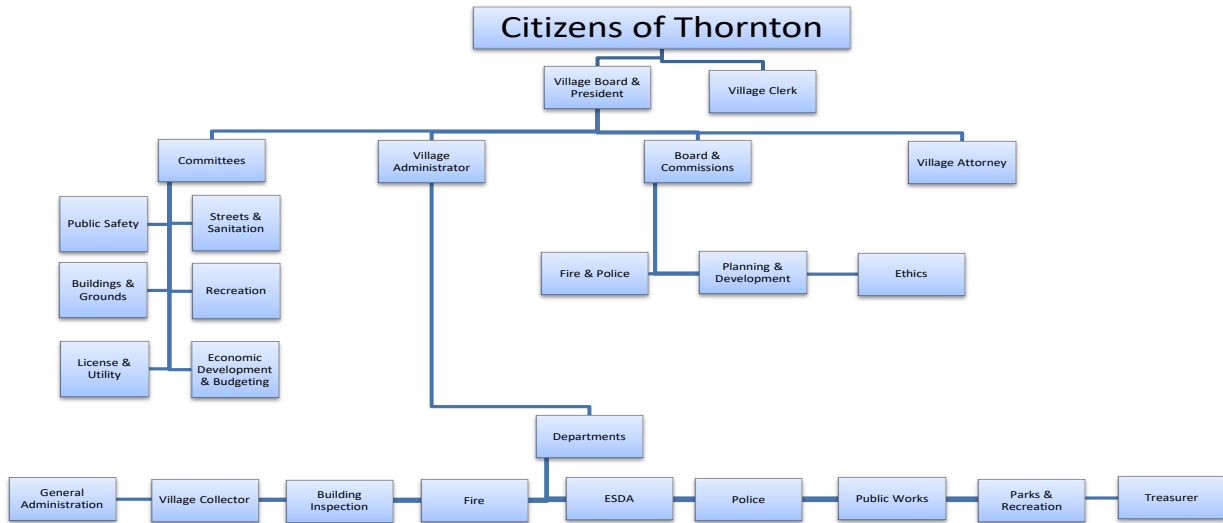 Citizens of Thornton
Village Board &
President
Village Clerk
Committees
Village
Administrator
Board &
Commissions
Village Attorney
Public Safety
Streets &
Sanitation
Buildings &
Grounds
Recreation
License &
Utility
Economic
Development
& Budgeting
Fire & Police
Planning &
Development
Ethics
Departments
General
Administration
Village Collector
Building
Inspection
Fire
ESDA
Police
Public Works
Parks &
Recreation
Treasurer